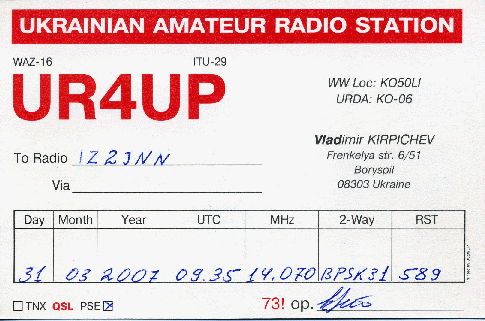 UKRAINIAN AMATEUR RADIO STATION
WAZ-16 ITU-29
UR4UP
WW Loc: KO50LI
URDA: KO-06
Vladimir KIRPICHEV
To Radio IZ2JNN
Frenkelya str. 6/51
Boryspil
Via
08303 Ukraine
Day Month Year UTC MHz 2-Way RST
31 03 2007 09.35 14.070 BPSK31 589
TNX QSL PSE
73! op.